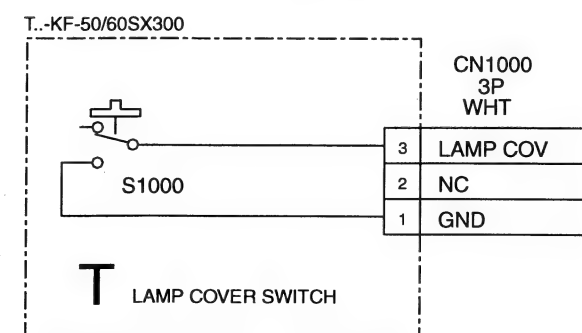 T..-KF-50/60SX300
CN1000
3P
WHT
3 LAMP COV
2 NC
1 GND
S1000
T LAMP COVER SWITCH